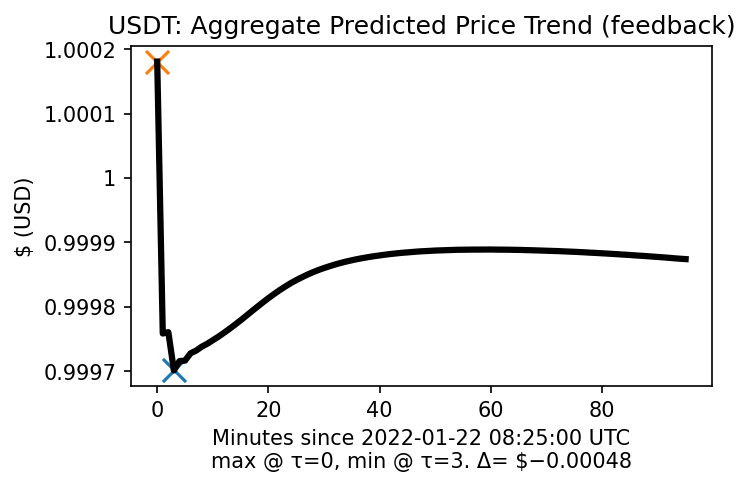 USDT: Aggregate Predicted Price Trend (feedback)
1.0002
1.0001
1
0.9999
0.9998
0.9997
$ (USD)
0 20 40 60 80
Minutes since 2022-01-22 08:25:00 UTC
max @ τ=0, min @ τ=3. Δ= $−0.00048